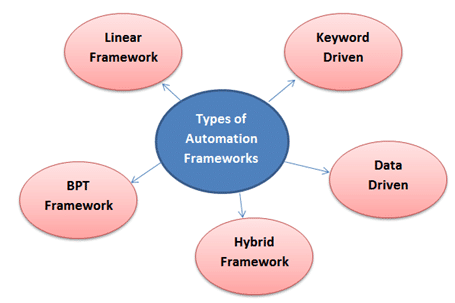 Linear
Framework
Keyword
Driven
Types of
Automation
Frameworks
Data
Driven
BPT
Framework
Hybrid
Framework